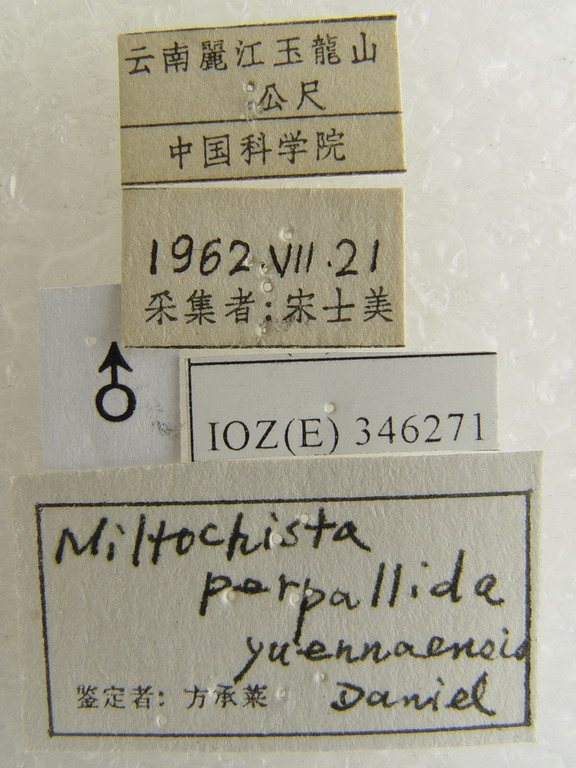 云南麗江玉龍山
公尺
中国科学院
1962.VII.21
采集者:宋士美
♂
IOZ(E) 346271
Miltochista
perpallida
yuennaensis
Daniel
鉴定者: 方承莱